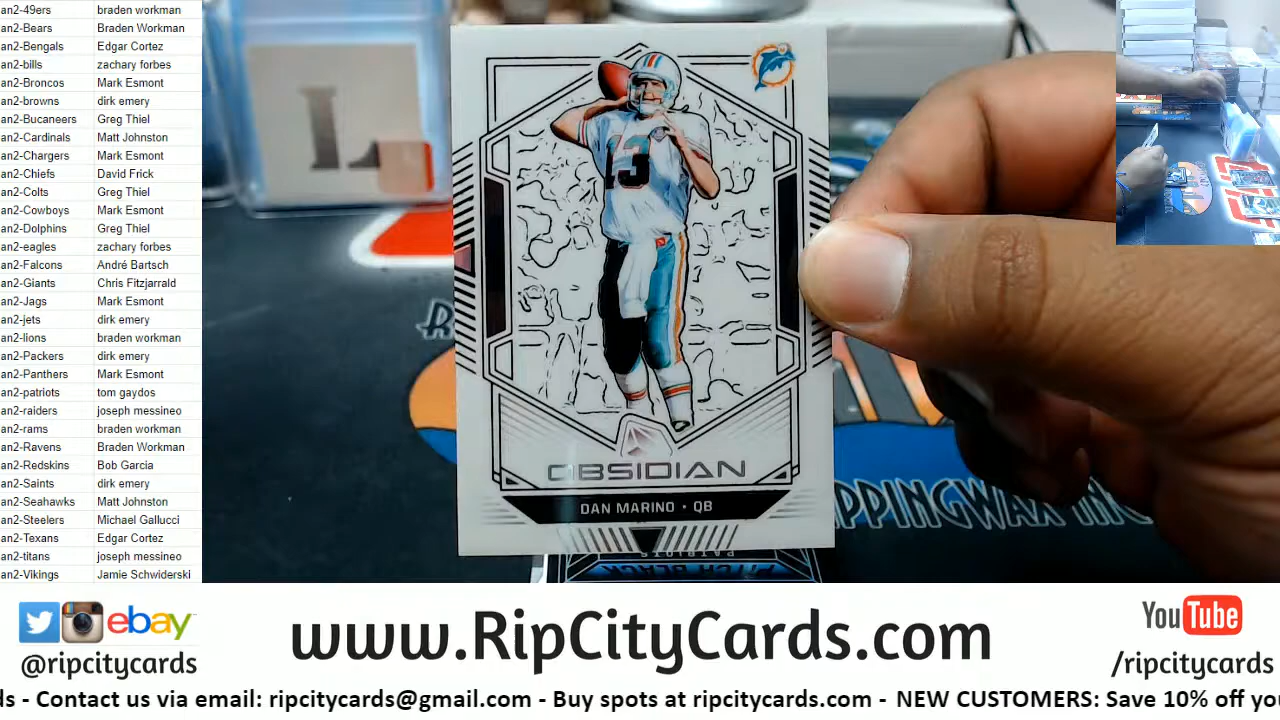 an2-49ers braden workman
an2-Bears Braden Workman
an2-Bengals Edgar Cortez
an2-bills zachary forbes
an2-Broncos Mark Esmont
an2-browns dirk emery
an2-Bucaneers Greg Thiel
an2-Cardinals Matt Johnston
an2-Chargers Mark Esmont
an2-Chiefs David Frick
an2-Colts Greg Thiel
an2-Cowboys Mark Esmont
an2-Dolphins Greg Thiel
an2-eagles zachary forbes
an2-Falcons André Bartsch
an2-Giants Chris Fitzjarrald
an2-Jags Mark Esmont
an2-jets dirk emery
an2-lions braden workman
an2-Packers dirk emery
an2-Panthers Mark Esmont
an2-patriots tom gaydos
an2-raiders joseph messineo
an2-rams braden workman
an2-Ravens Braden Workman
an2-Redskins Bob Garcia
an2-Saints dirk emery
an2-Seahawks Matt Johnston
an2-Steelers Michael Gallucci
an2-Texans Edgar Cortez
an2-titans joseph messineo
an2-Vikings Jamie Schwiderski
13
OBSIDIAN
DAN MARINO • QB
PATRIOTS
PITCH BLACK
ebay
@ripcitycards
www.RipCityCards.com
YouTube
/ripcitycards
ds - Contact us via email: ripcitycards@gmail.com - Buy spots at ripcitycards.com - NEW CUSTOMERS: Save 10% off you